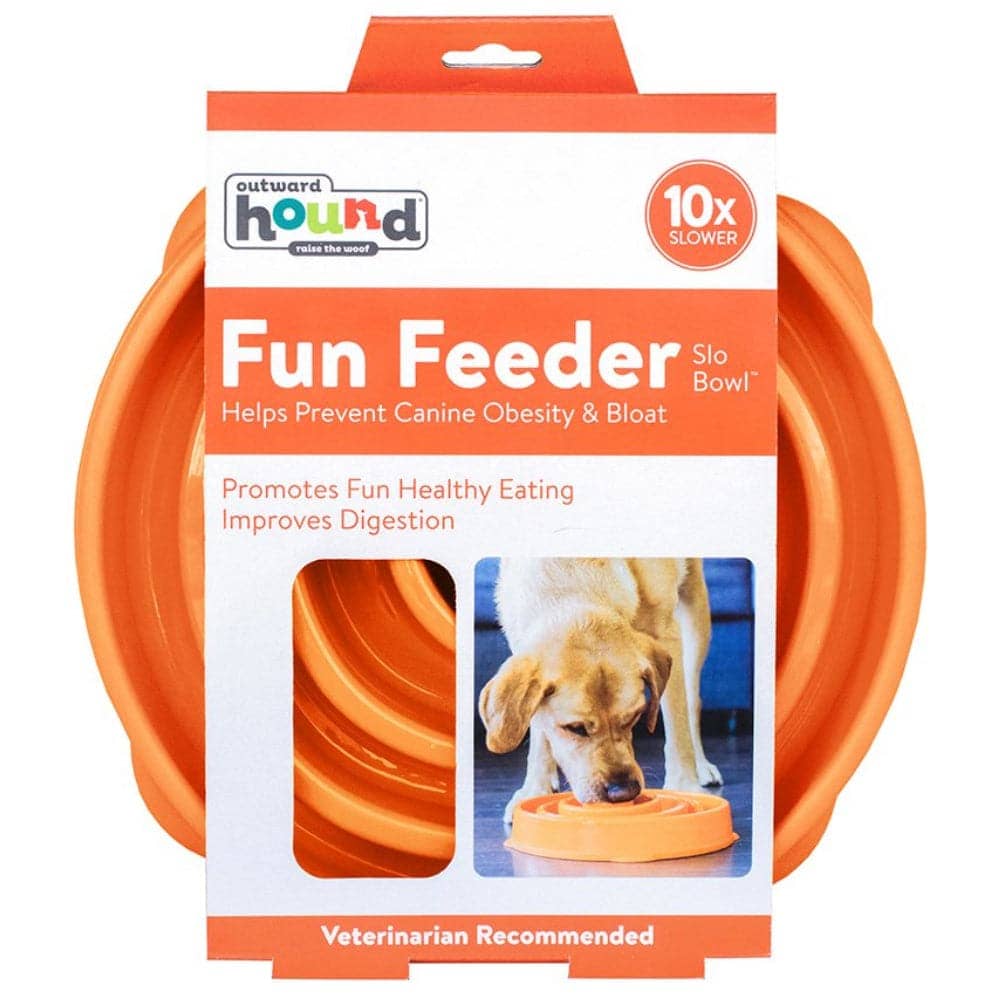 outward
hound
raise the woof
10x
SLOWER
Fun Feeder
Slo
Bowl™
Helps Prevent Canine Obesity & Bloat
Promotes Fun Healthy Eating
Improves Digestion
Veterinarian Recommended